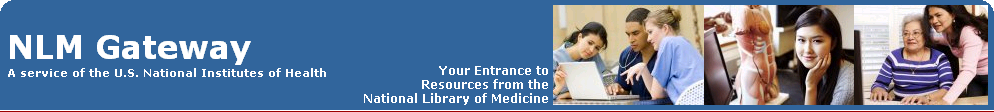 NLM Gateway
A service of the U.S. National Institutes of Health
Your Entrance to
Resources from the
National Library of Medicine